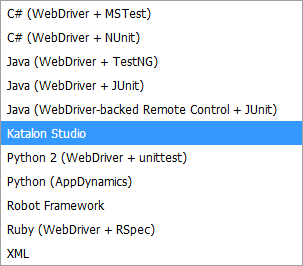 C# (WebDriver + MSTest)
C# (WebDriver + NUnit)
Java (WebDriver + TestNG)
Java (WebDriver + JUnit)
Java (WebDriver-backed Remote Control + JUnit)
Katalon Studio
Python 2 (WebDriver + unittest)
Python (AppDynamics)
Robot Framework
Ruby (WebDriver + RSpec)
XML